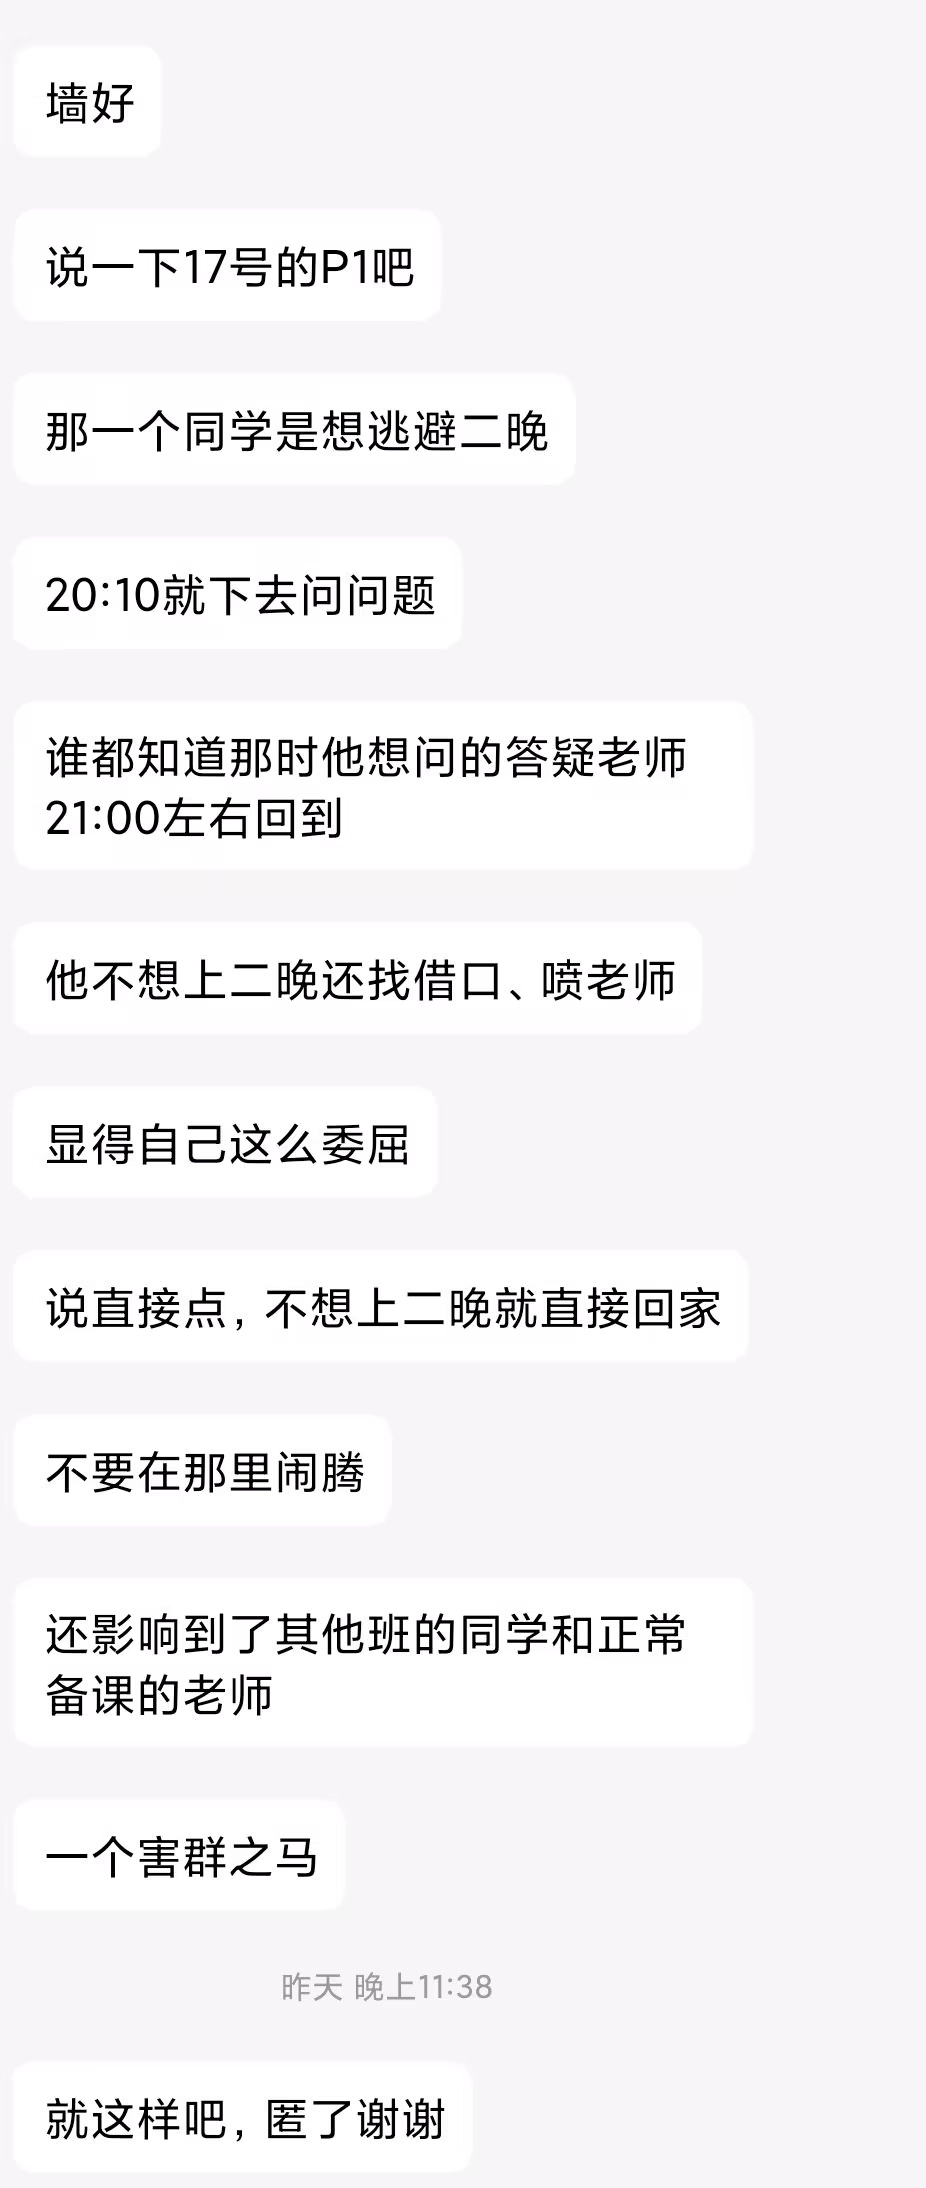 墙好
说一下17号的P1吧
那一个同学是想逃避二晚
20:10就下去问问题
谁都知道那时他想问的答疑老师
21:00左右回到
他不想上二晚还找借口、喷老师
显得自己这么委屈
说直接点，不想上二晚就直接回家
不要在那里闹腾
还影响到了其他班的同学和正常
备课的老师
一个害群之马
昨天 晚上11:38
就这样吧，匿了谢谢